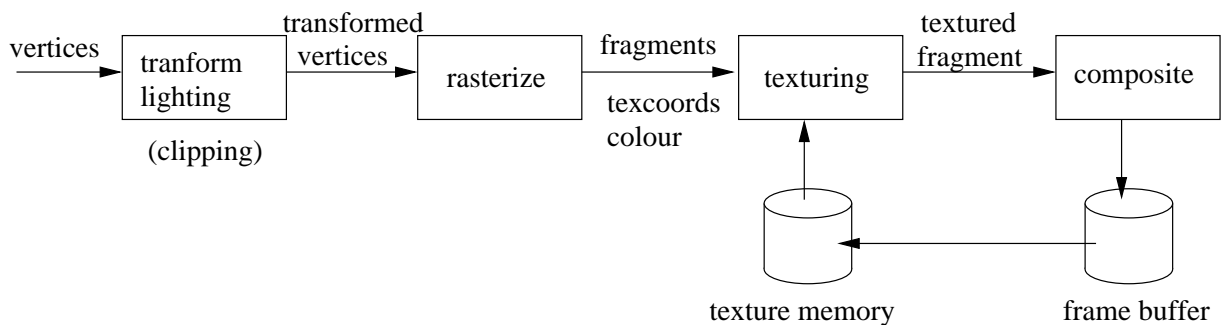 vertices
tranform
lighting
(clipping)
transformed
vertices
rasterize
fragments
texcoords
colour
texturing
textured
fragment
composite
texture memory
frame buffer